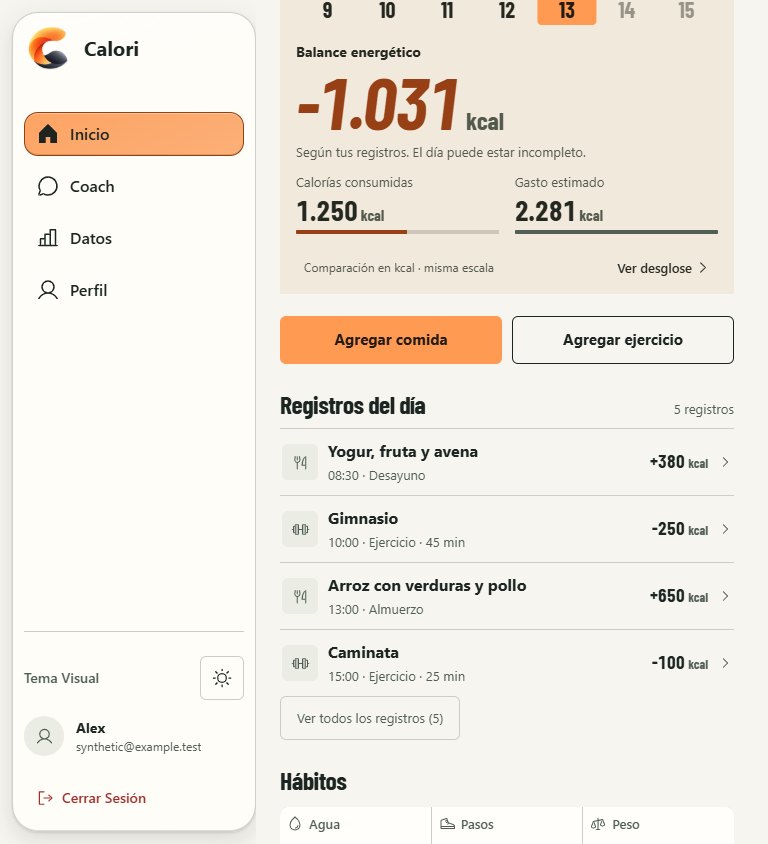 Calori
Inicio
Coach
Datos
Perfil
Tema Visual
Alex
synthetic@example.test
Cerrar Sesión
9 10 11 12 13 14 15
Balance energético
-1.031 kcal
Según tus registros. El día puede estar incompleto.
Calorías consumidas
1.250 kcal
Gasto estimado
2.281 kcal
Comparación en kcal · misma escala
Ver desglose
Agregar comida
Agregar ejercicio
Registros del día
5 registros
Yogur, fruta y avena
08:30 · Desayuno
+380 kcal
Gimnasio
10:00 · Ejercicio · 45 min
-250 kcal
Arroz con verduras y pollo
13:00 · Almuerzo
+650 kcal
Caminata
15:00 · Ejercicio · 25 min
-100 kcal
Ver todos los registros (5)
Hábitos
Agua
Pasos
Peso